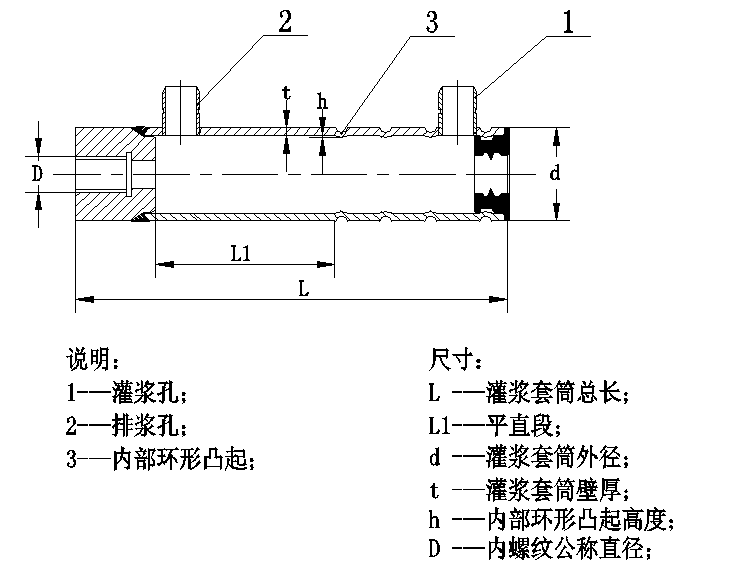 2
3
1
t
h
D
d
L1
L
说明:
1---灌浆孔;
2---排浆孔;
3---内部环形凸起;
尺寸:
L ---灌浆套筒总长;
L1---平直段;
d ---灌浆套筒外径;
t ---灌浆套筒壁厚;
h ---内部环形凸起高度;
D ---内螺纹公称直径;